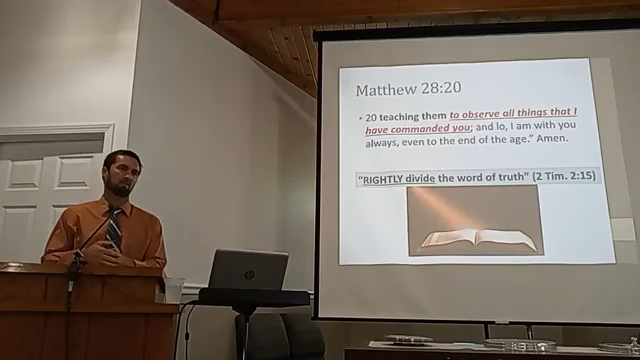 Matthew 28:20
• 20 teaching them to observe all things that I
have commanded you; and lo, I am with you
always, even to the end of the age.” Amen.
“RIGHTLY divide the word of truth” (2 Tim. 2:15)
hp